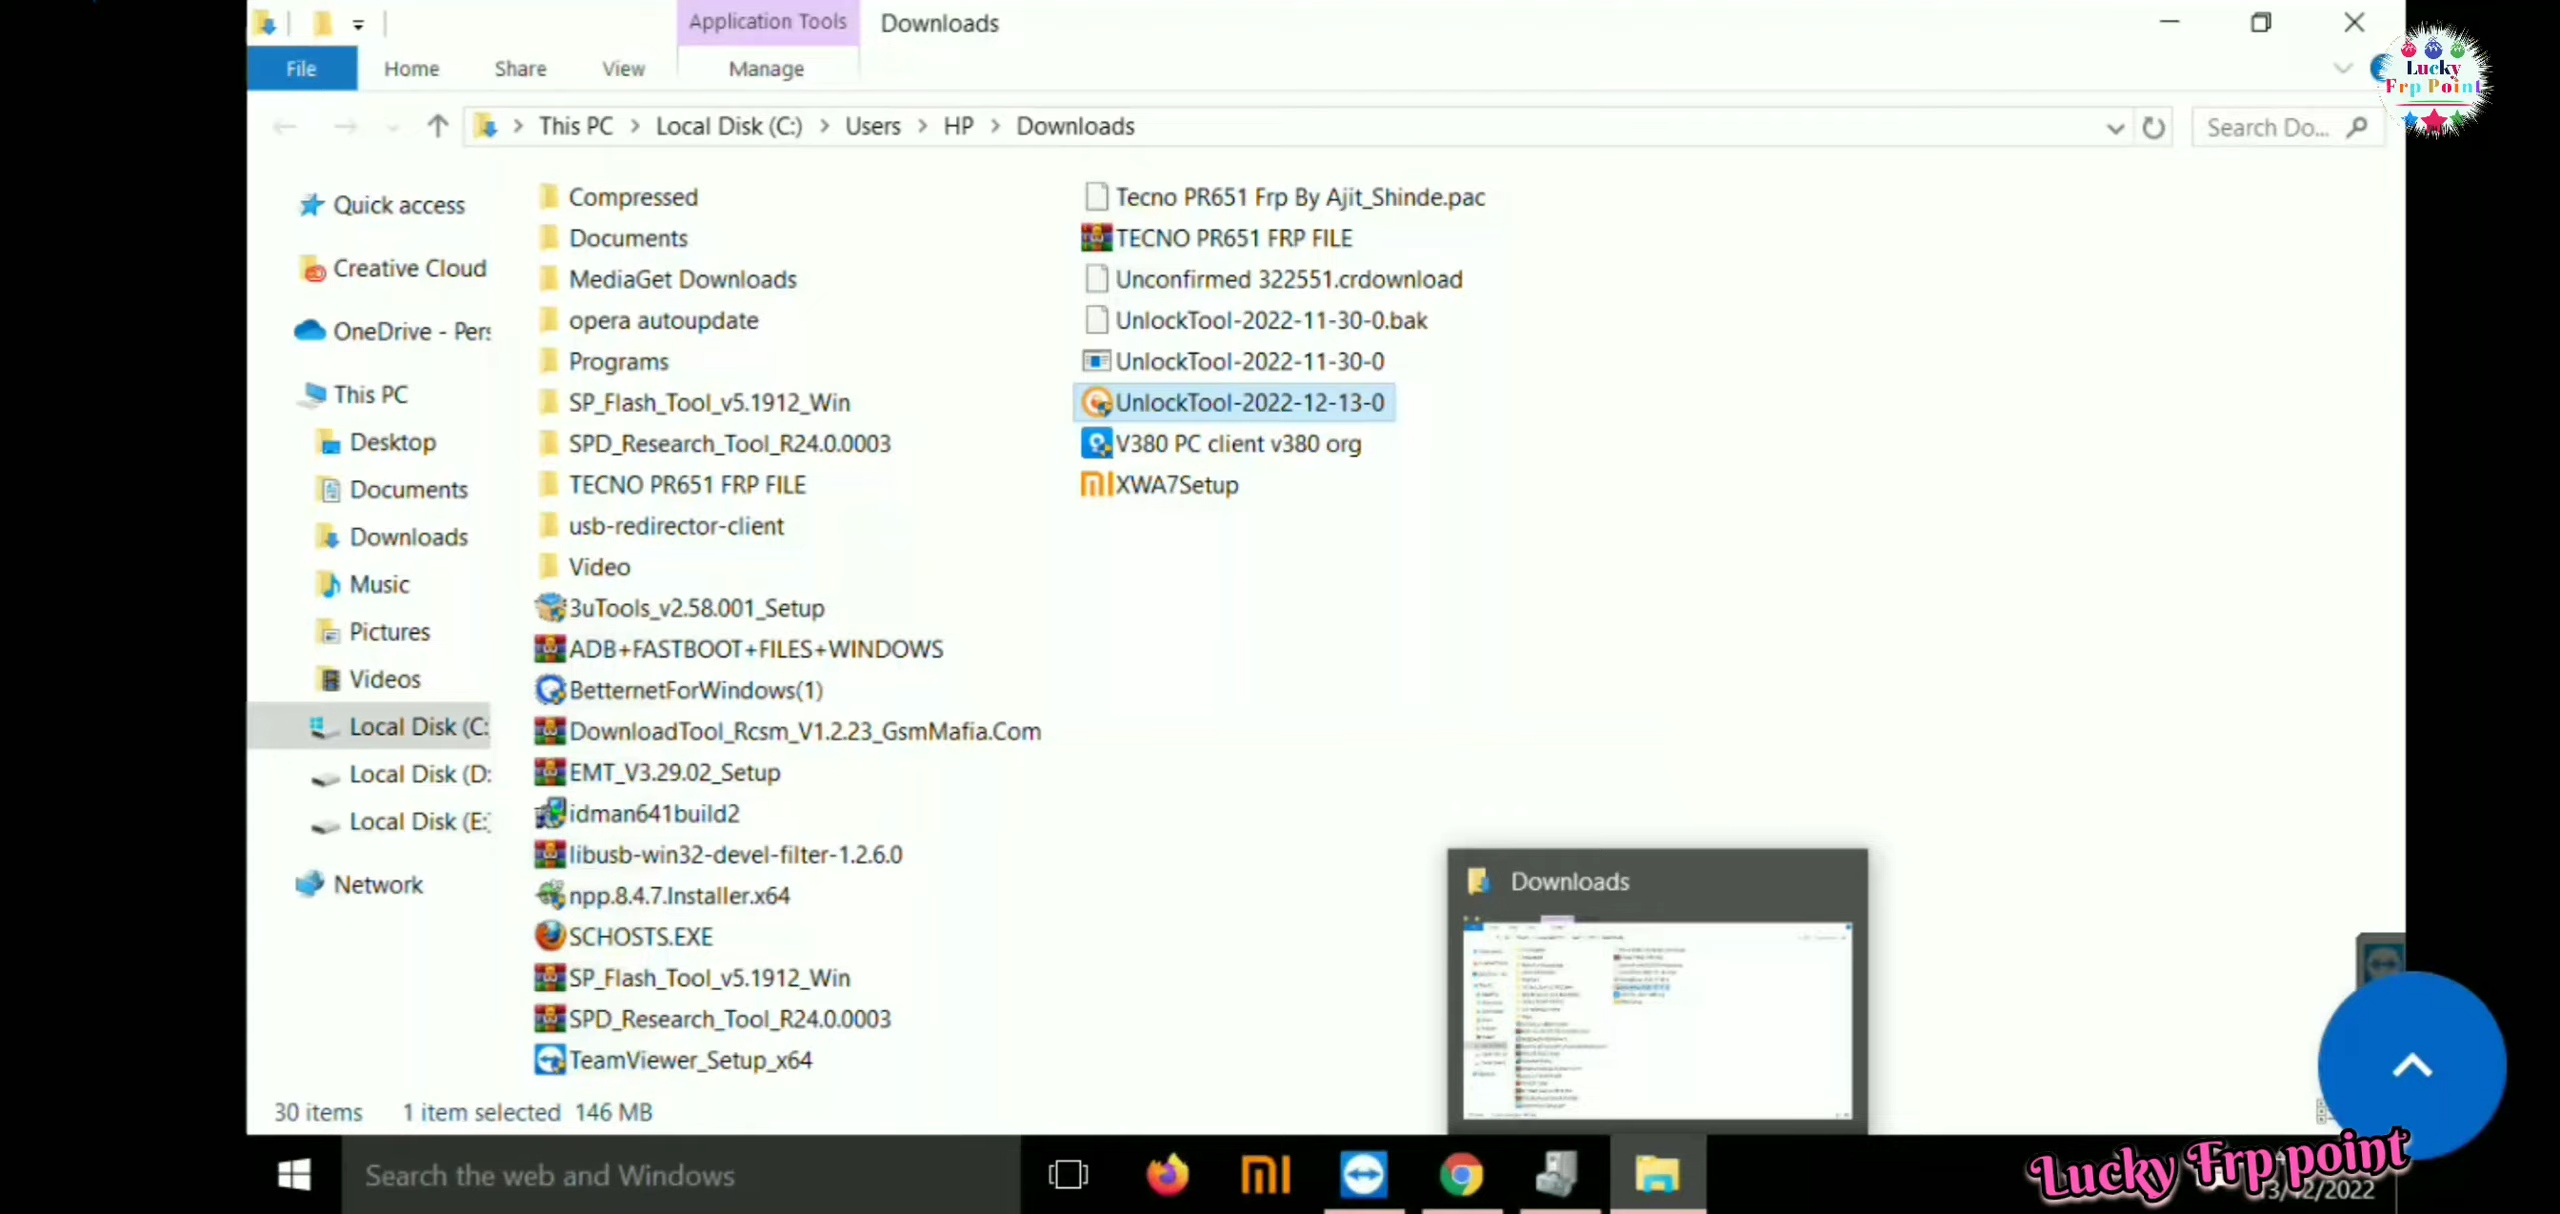 Application Tools
Downloads
File
Home
Share
View
Manage
Lucky
Frp Point
This PC
Local Disk (C:)
Users
HP
Downloads
Search Do...
Quick access
Creative Cloud
OneDrive - Pers
This PC
Desktop
Documents
Downloads
Music
Pictures
Videos
Local Disk (C:
Local Disk (D:
Local Disk (E:
Network
Compressed
Documents
MediaGet Downloads
opera autoupdate
Programs
SP_Flash_Tool_v5.1912_Win
SPD_Research_Tool_R24.0.0003
TECNO PR651 FRP FILE
usb-redirector-client
Video
3uTools_v2.58.001_Setup
ADB+FASTBOOT+FILES+WINDOWS
BetternetForWindows(1)
DownloadTool_Rcsm_V1.2.23_GsmMafia.Com
EMT_V3.29.02_Setup
idman641build2
libusb-win32-devel-filter-1.2.6.0
npp.8.4.7.Installer.x64
SCHOSTS.EXE
SP_Flash_Tool_v5.1912_Win
SPD_Research_Tool_R24.0.0003
TeamViewer_Setup_x64
Tecno PR651 Frp By Ajit_Shinde.pac
TECNO PR651 FRP FILE
Unconfirmed 322551.crdownload
UnlockTool-2022-11-30-0.bak
UnlockTool-2022-11-30-0
UnlockTool-2022-12-13-0
V380 PC client v380 org
XWA7Setup
Downloads
30 items
1 item selected 146 MB
Search the web and Windows
Lucky Frp point
13/12/2022